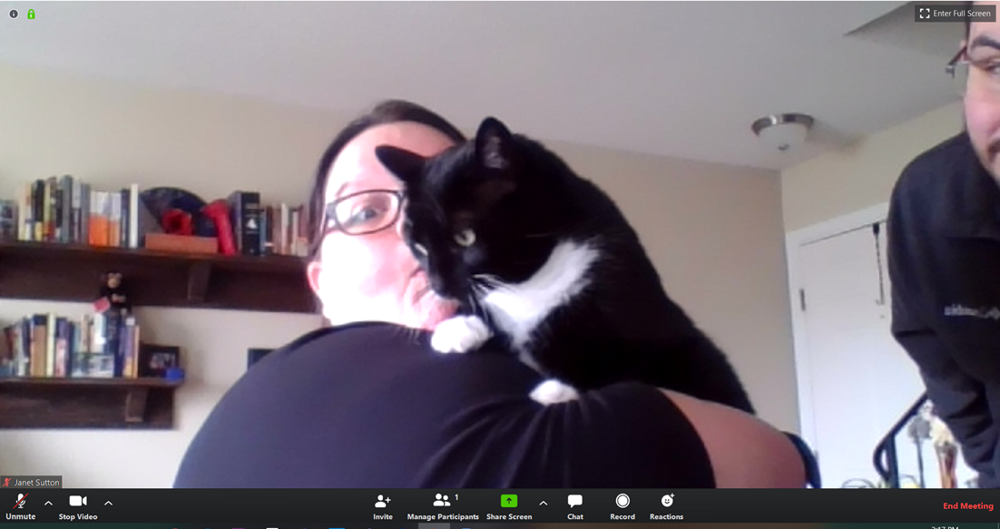 Enter Full Screen
Janet Sutton
1
Unmute
Stop Video
Invite
Manage Participants
Share Screen
Chat
Record
Reactions
End Meeting